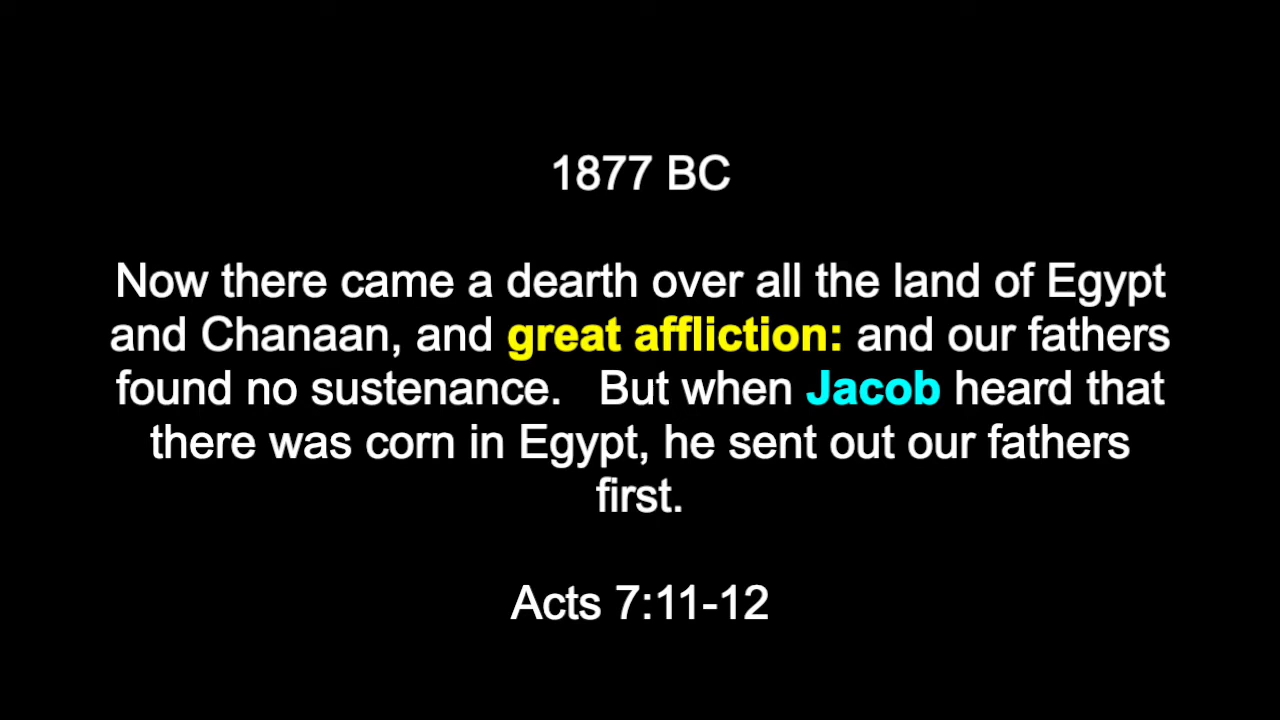 1877 BC
Now there came a dearth over all the land of Egypt
and Chanaan, and great affliction: and our fathers
found no sustenance.   But when Jacob heard that
there was corn in Egypt, he sent out our fathers
first.
Acts 7:11-12